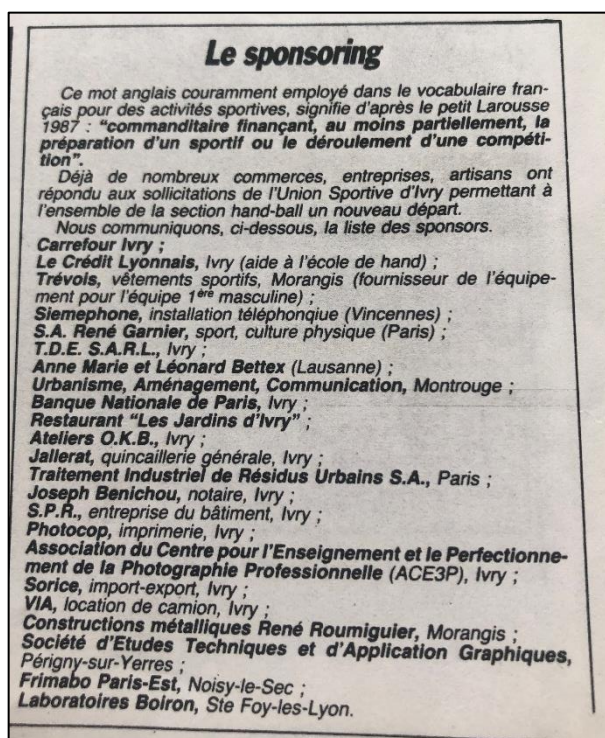 Le sponsoring
Ce mot anglais couramment employé dans le vocabulaire fran-
çais pour des activités sportives, signifie d'après le petit Larousse
1987 : "commanditaire finançant, au moins partiellement, la
préparation d'un sportif ou le déroulement d'une compéti-
tion".
Déjà de nombreux commerces, entreprises, artisans ont
répondu aux sollicitations de l'Union Sportive d'Ivry permettant à
l'ensemble de la section hand-ball un nouveau départ.
Nous communiquons, ci-dessous, la liste des sponsors.
Carrefour Ivry ;
Le Crédit Lyonnais, Ivry (aide à l'école de hand) ;
Trévois, vêtements sportifs, Morangis (fournisseur de l'équipe-
ment pour l'équipe 1ère masculine) ;
Siemephone, installation téléphonqiue (Vincennes) ;
S.A. René Garnier, sport, culture physique (Paris) ;
T.D.E. S.A.R.L., Ivry ;
Anne Marie et Léonard Bettex (Lausanne) ;
Urbanisme, Aménagement, Communication, Montrouge ;
Banque Nationale de Paris, Ivry ;
Restaurant "Les Jardins d'Ivry" ;
Ateliers O.K.B., Ivry ;
Jallerat, quincaillerie générale, Ivry ;
Traitement Industriel de Résidus Urbains S.A., Paris ;
Joseph Benichou, notaire, Ivry ;
S.P.R., entreprise du bâtiment, Ivry ;
Photocop, imprimerie, Ivry ;
Association du Centre pour l'Enseignement et le Perfectionne-
ment de la Photographie Professionnelle (ACE3P), Ivry ;
Sorice, import-export, Ivry ;
VIA, location de camion, Ivry ;
Constructions métalliques René Roumiguier, Morangis ;
Société d'Etudes Techniques et d'Application Graphiques,
Périgny-sur-Yerres ;
Frimabo Paris-Est, Noisy-le-Sec ;
Laboratoires Boiron, Ste Foy-les-Lyon.